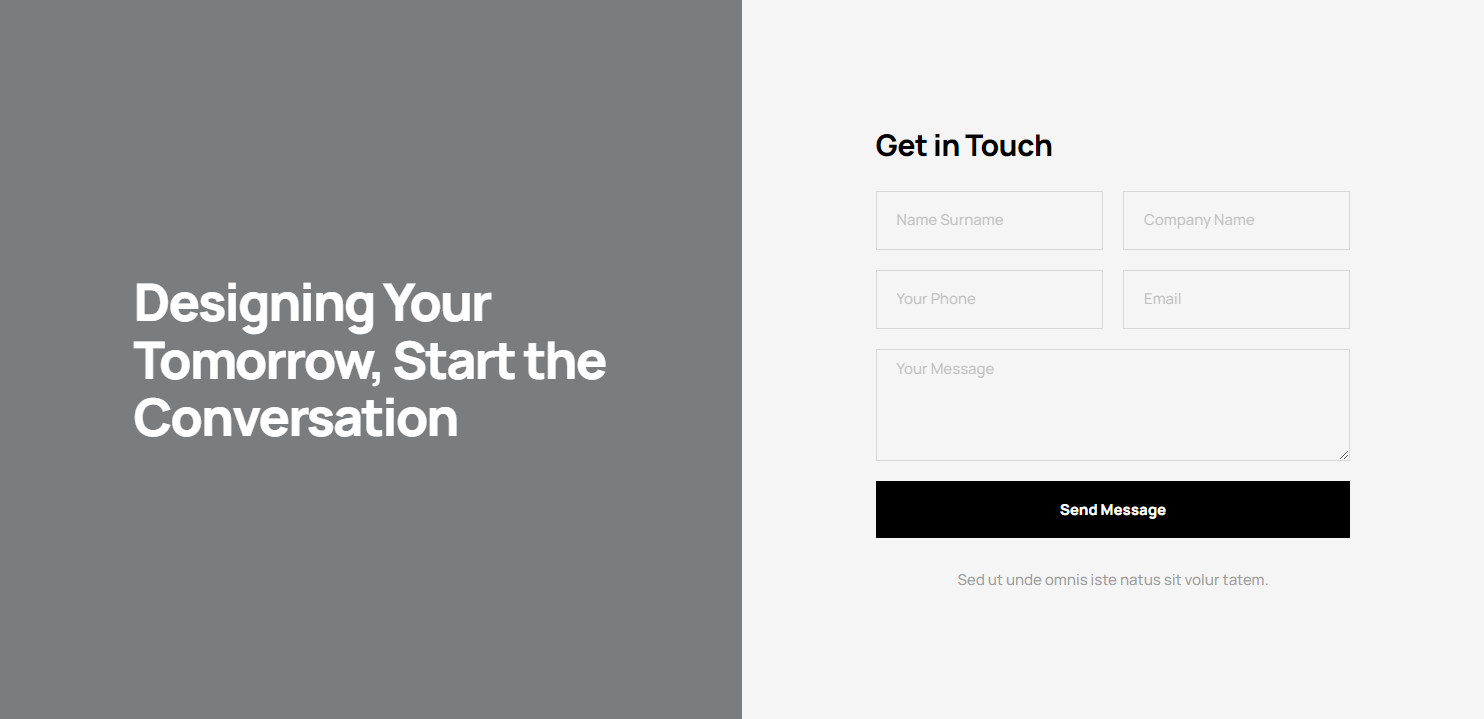 Designing Your
Tomorrow, Start the
Conversation
Get in Touch
Name Surname
Company Name
Your Phone
Email
Your Message
Send Message
Sed ut unde omnis iste natus sit volur tatem.